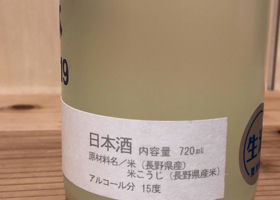 19
日本酒 内容量 720ml
原材料名／米（長野県産）
米こうじ（長野県産米）
アルコール分 15度
生